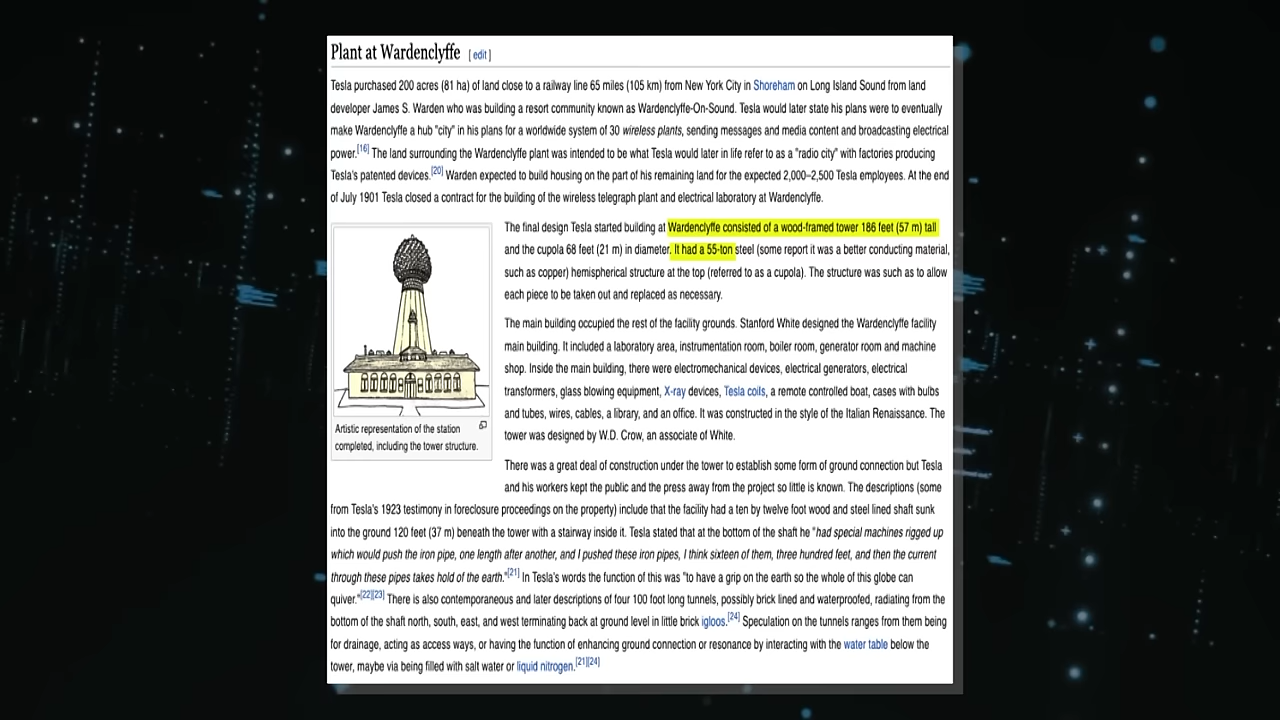 Plant at Wardenclyffe [ edit ]
Tesla purchased 200 acres (81 ha) of land close to a railway line 65 miles (105 km) from New York City in Shoreham on Long Island Sound from land
developer James S. Warden who was building a resort community known as Wardenclyffe-On-Sound. Tesla would later state his plans were to eventually
make Wardenclyffe a hub "city" in his plans for a worldwide system of 30 wireless plants, sending messages and media content and broadcasting electrical
power.[16] The land surrounding the Wardenclyffe plant was intended to be what Tesla would later in life refer to as a "radio city" with factories producing
Tesla's patented devices.[20] Warden expected to build housing on the part of his remaining land for the expected 2,000–2,500 Tesla employees. At the end
of July 1901 Tesla closed a contract for the building of the wireless telegraph plant and electrical laboratory at Wardenclyffe.
The final design Tesla started building at Wardenclyffe consisted of a wood-framed tower 186 feet (57 m) tall
and the cupola 68 feet (21 m) in diameter. It had a 55-ton steel (some report it was a better conducting material,
such as copper) hemispherical structure at the top (referred to as a cupola). The structure was such as to allow
each piece to be taken out and replaced as necessary.
The main building occupied the rest of the facility grounds. Stanford White designed the Wardenclyffe facility
main building. It included a laboratory area, instrumentation room, boiler room, generator room and machine
shop. Inside the main building, there were electromechanical devices, electrical generators, electrical
transformers, glass blowing equipment, X-ray devices, Tesla coils, a remote controlled boat, cases with bulbs
and tubes, wires, cables, a library, and an office. It was constructed in the style of the Italian Renaissance. The
tower was designed by W.D. Crow, an associate of White.
Artistic representation of the station
completed, including the tower structure.
There was a great deal of construction under the tower to establish some form of ground connection but Tesla
and his workers kept the public and the press away from the project so little is known. The descriptions (some
from Tesla's 1923 testimony in foreclosure proceedings on the property) include that the facility had a ten by twelve foot wood and steel lined shaft sunk
into the ground 120 feet (37 m) beneath the tower with a stairway inside it. Tesla stated that at the bottom of the shaft he "had special machines rigged up
which would push the iron pipe, one length after another, and I pushed these iron pipes, I think sixteen of them, three hundred feet, and then the current
through these pipes takes hold of the earth."[21] In Tesla's words the function of this was "to have a grip on the earth so the whole of this globe can
quiver."[22][23] There is also contemporaneous and later descriptions of four 100 foot long tunnels, possibly brick lined and waterproofed, radiating from the
bottom of the shaft north, south, east, and west terminating back at ground level in little brick igloos.[24] Speculation on the tunnels ranges from them being
for drainage, acting as access ways, or having the function of enhancing ground connection or resonance by interacting with the water table below the
tower, maybe via being filled with salt water or liquid nitrogen.[21][24]